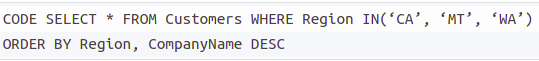 CODE SELECT * FROM Customers WHERE Region IN(‘CA’, ‘MT’, ‘WA’)
ORDER BY Region, CompanyName DESC